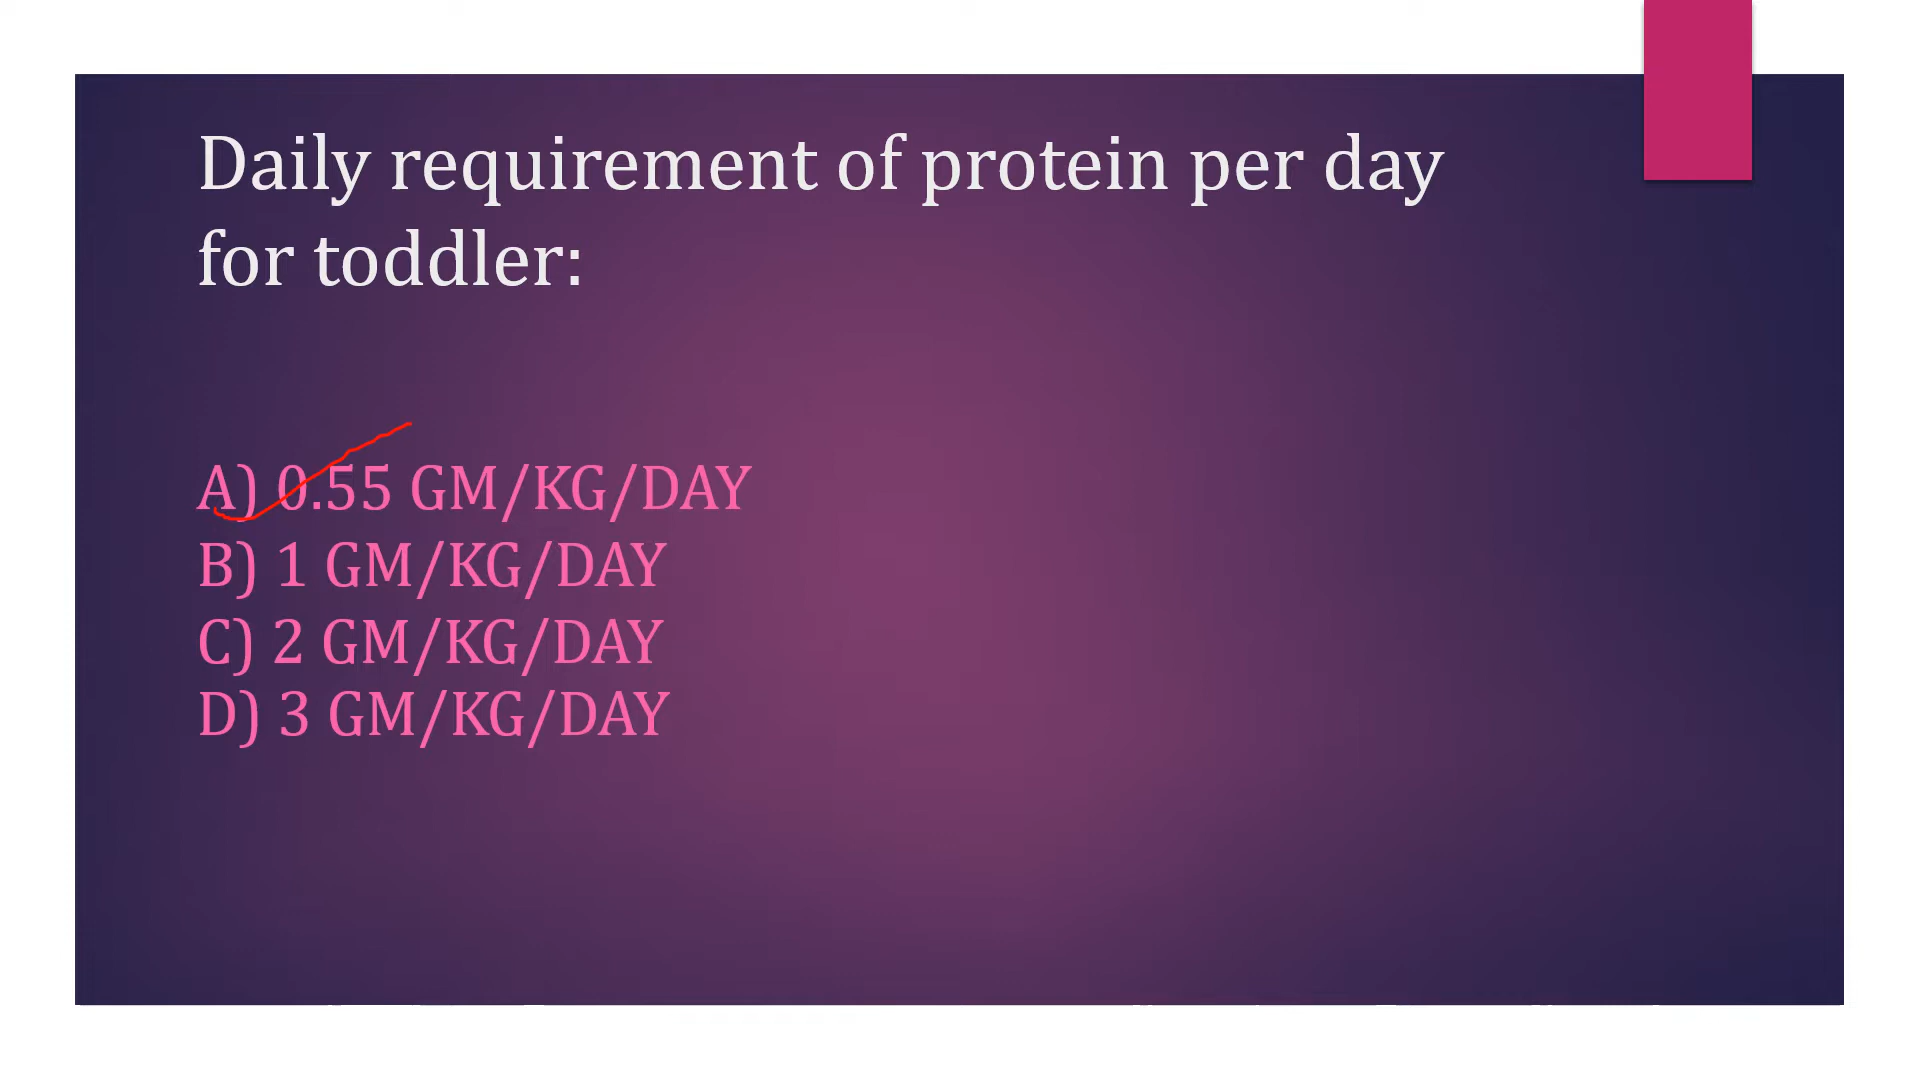 Daily requirement of protein per day
for toddler:
A) 0.55 GM/KG/DAY
B) 1 GM/KG/DAY
C) 2 GM/KG/DAY
D) 3 GM/KG/DAY